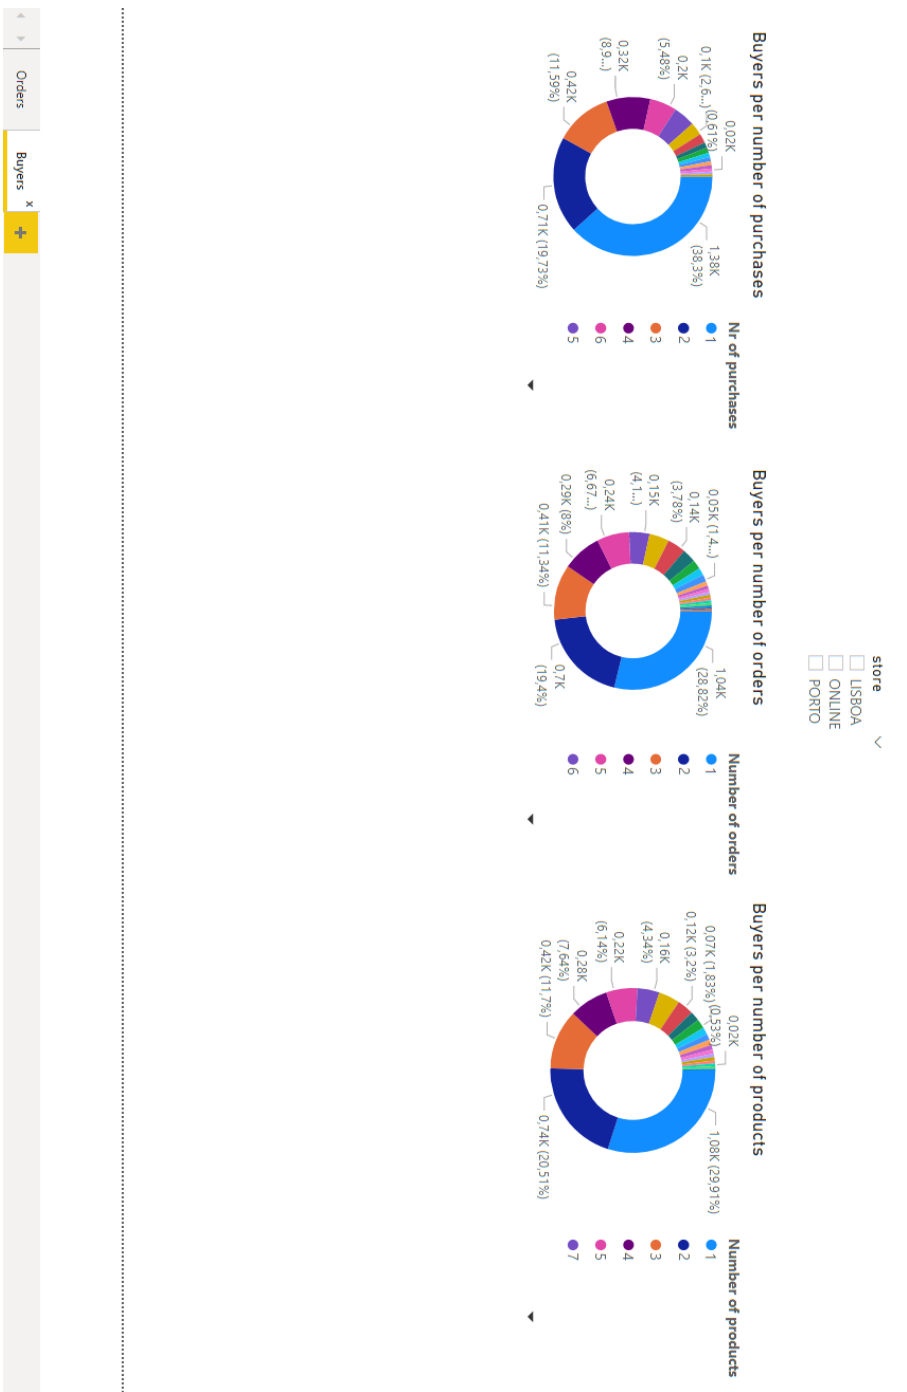 store
LISBOA
ONLINE
PORTO
Buyers per number of purchases
0,02K
(0,61%)
0,1K (2,6...)
0,2K
(5,48%)
0,32K
(8,9...)
0,42K
(11,59%)
0,71K (19,73%)
1,38K
(38,3%)
Nr of purchases
1
2
3
4
6
5
Buyers per number of orders
0,05K (1,4...)
0,14K
(3,78%)
0,15K
(4,1...)
0,24K
(6,67...)
0,29K (8%)
0,41K (11,34%)
0,7K
(19,4%)
1,04K
(28,82%)
Number of orders
1
2
3
4
5
6
Buyers per number of products
0,02K
(0,53%)
0,07K (1,83%)
0,12K (3,2%)
0,16K
(4,34%)
0,22K
(6,14%)
0,28K
(7,64%)
0,42K (11,7%)
0,74K (20,51%)
1,08K (29,91%)
Number of products
1
2
3
4
5
7
Orders
Buyers x
+